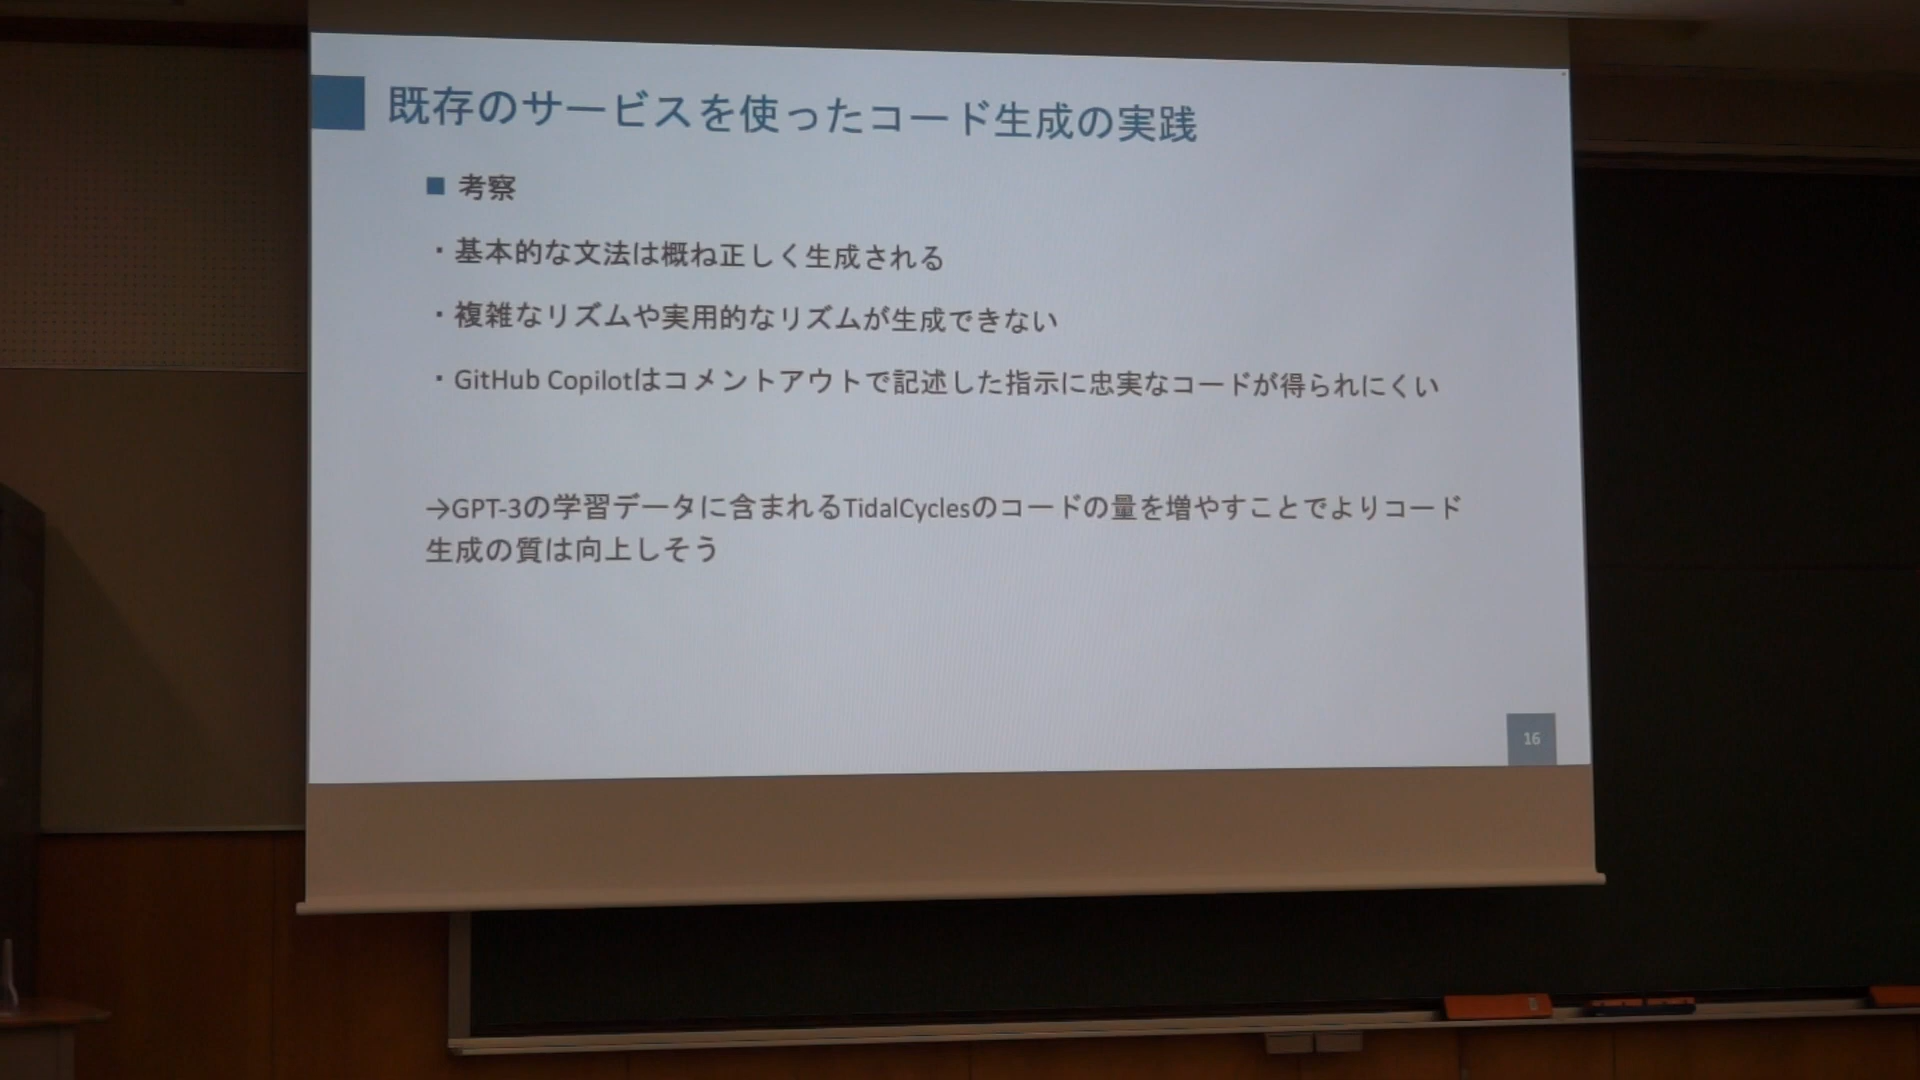 既存のサービスを使ったコード生成の実践
■ 考察
・基本的な文法は概ね正しく生成される
・複雑なリズムや実用的なリズムが生成できない
・GitHub Copilotはコメントアウトで記述した指示に忠実なコードが得られにくい
→GPT-3の学習データに含まれるTidalCyclesのコードの量を増やすことでよりコード
生成の質は向上しそう
16